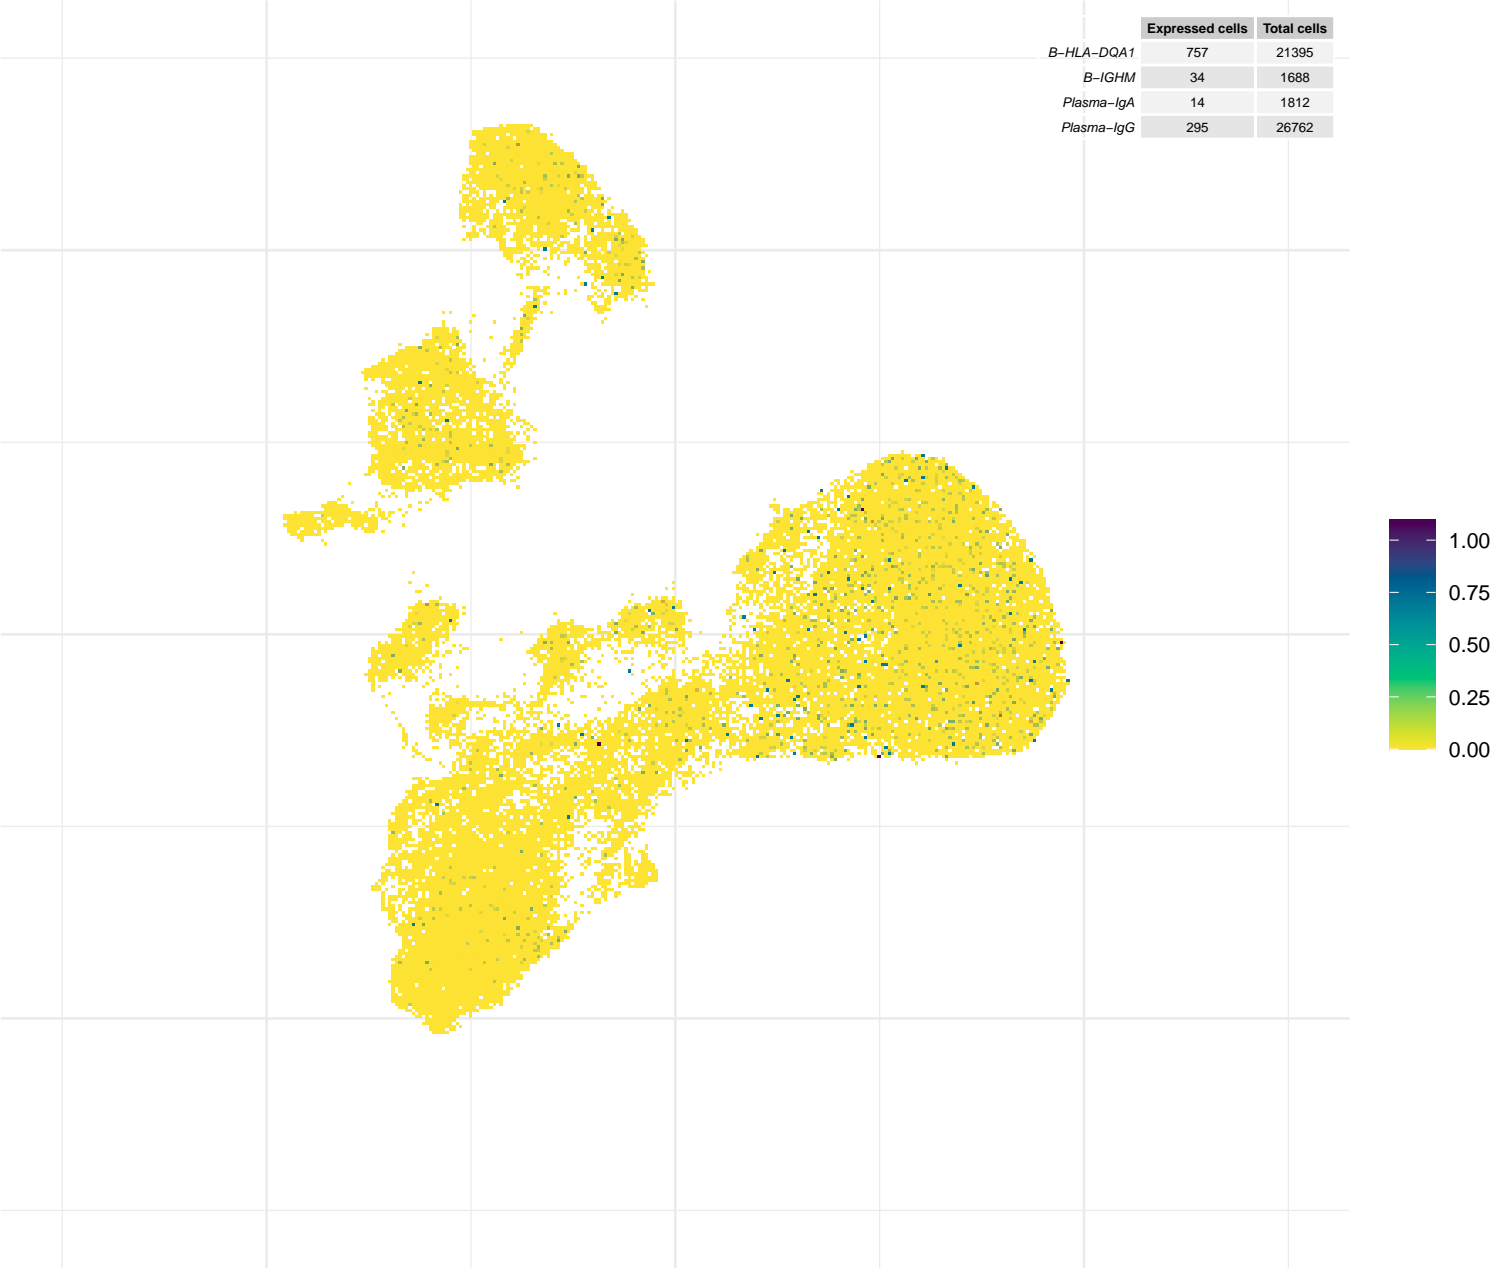 Expressed cells Total cells
B−HLA−DQA1 757 21395
B−IGHM 34 1688
Plasma−IgA 14 1812
Plasma−IgG 295 26762
1.00
0.75
0.50
0.25
0.00